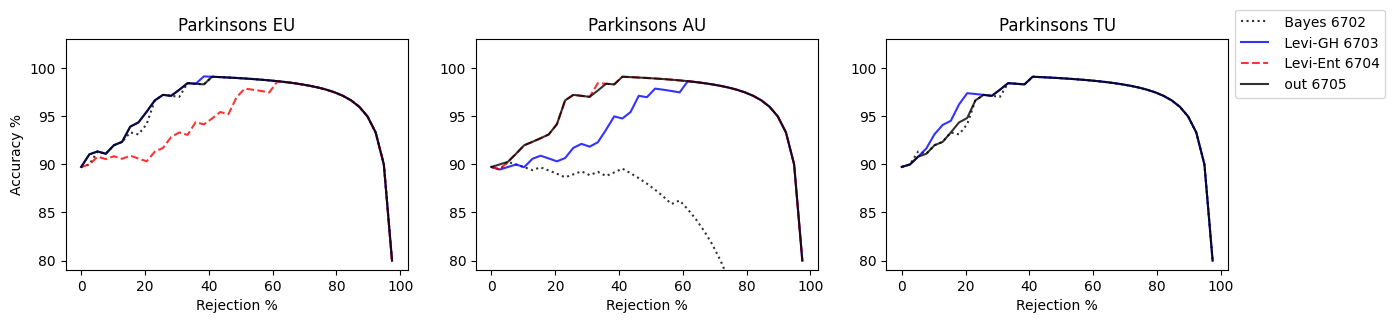 Parkinsons EU
Parkinsons AU
Parkinsons TU
Bayes 6702
Levi-GH 6703
Levi-Ent 6704
out 6705
Accuracy %
100
95
90
85
80
0 20 40 60 80 100
Rejection %
100
95
90
85
80
0 20 40 60 80 100
Rejection %
100
95
90
85
80
0 20 40 60 80 100
Rejection %